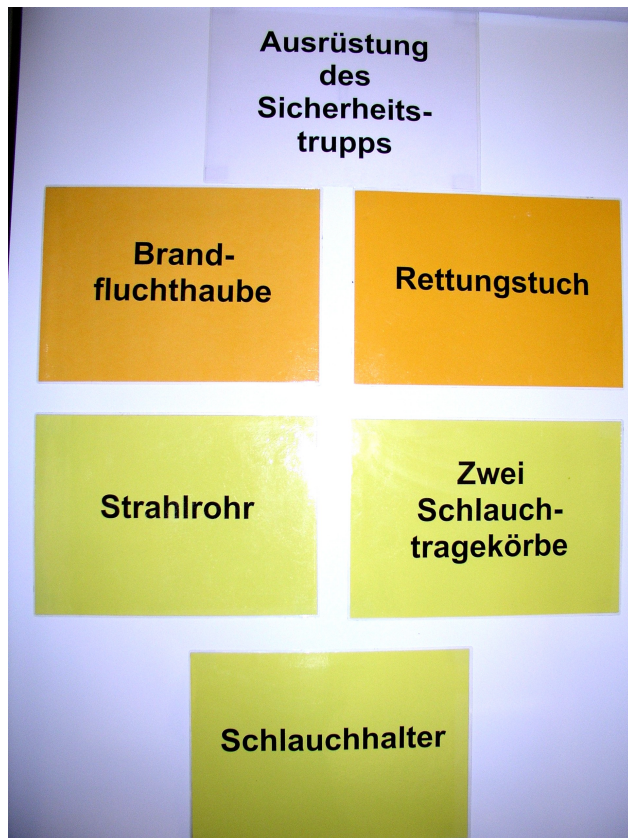 Ausrüstung
des
Sicherheits-
trupps
Brand-
fluchthaube
Rettungstuch
Strahlrohr
Zwei
Schlauch-
tragekörbe
Schlauchhalter